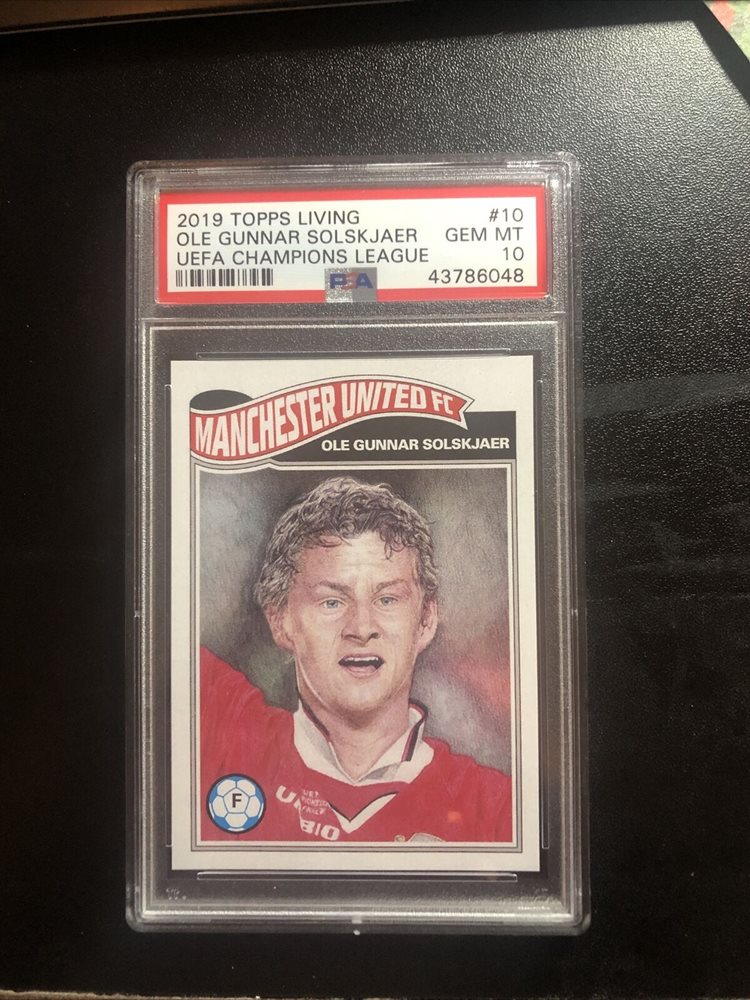 2019 TOPPS LIVING #10
OLE GUNNAR SOLSKJAER GEM MT
UEFA CHAMPIONS LEAGUE 10
PSA 43786048
MANCHESTER UNITED FC
OLE GUNNAR SOLSKJAER
F